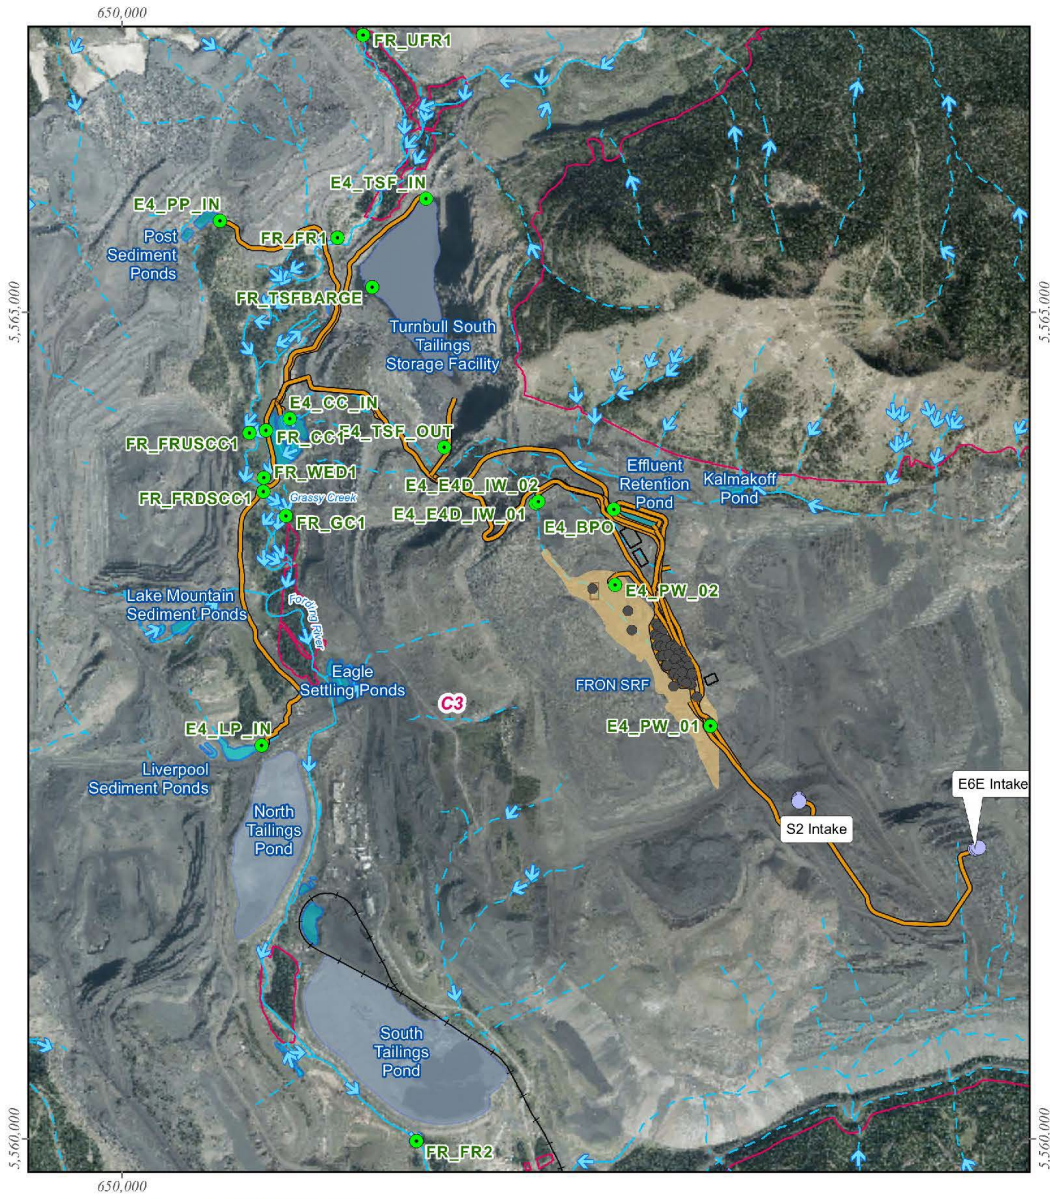 650,000
FR_UFR1
E4_TSF_IN
E4_PP_IN
Post
Sediment
Ponds
FR_FR1
FR_TSFBARGE
5,565,000
5,565,000
Turnbull South
Tailings
Storage Facility
E4_CC_IN
FR_FRUSCC1
FR_CC1
E4_TSF_OUT
FR_WED1
FR_FRDSCC1
Grassy Creek
FR_GC1
E4_E4D_IW_02
E4_E4D_IW_01
E4_BPO
Effluent
Retention
Pond
Kalmakoff
Pond
E4_PW_02
Lake Mountain
Sediment Ponds
Fording River
Eagle
Settling Ponds
FRON SRF
C3
E4_PW_01
E4_LP_IN
Liverpool
Sediment Ponds
North
Tailings
Pond
S2 Intake
E6E Intake
South
Tailings
Pond
FR_FR2
5,560,000
5,560,000
650,000